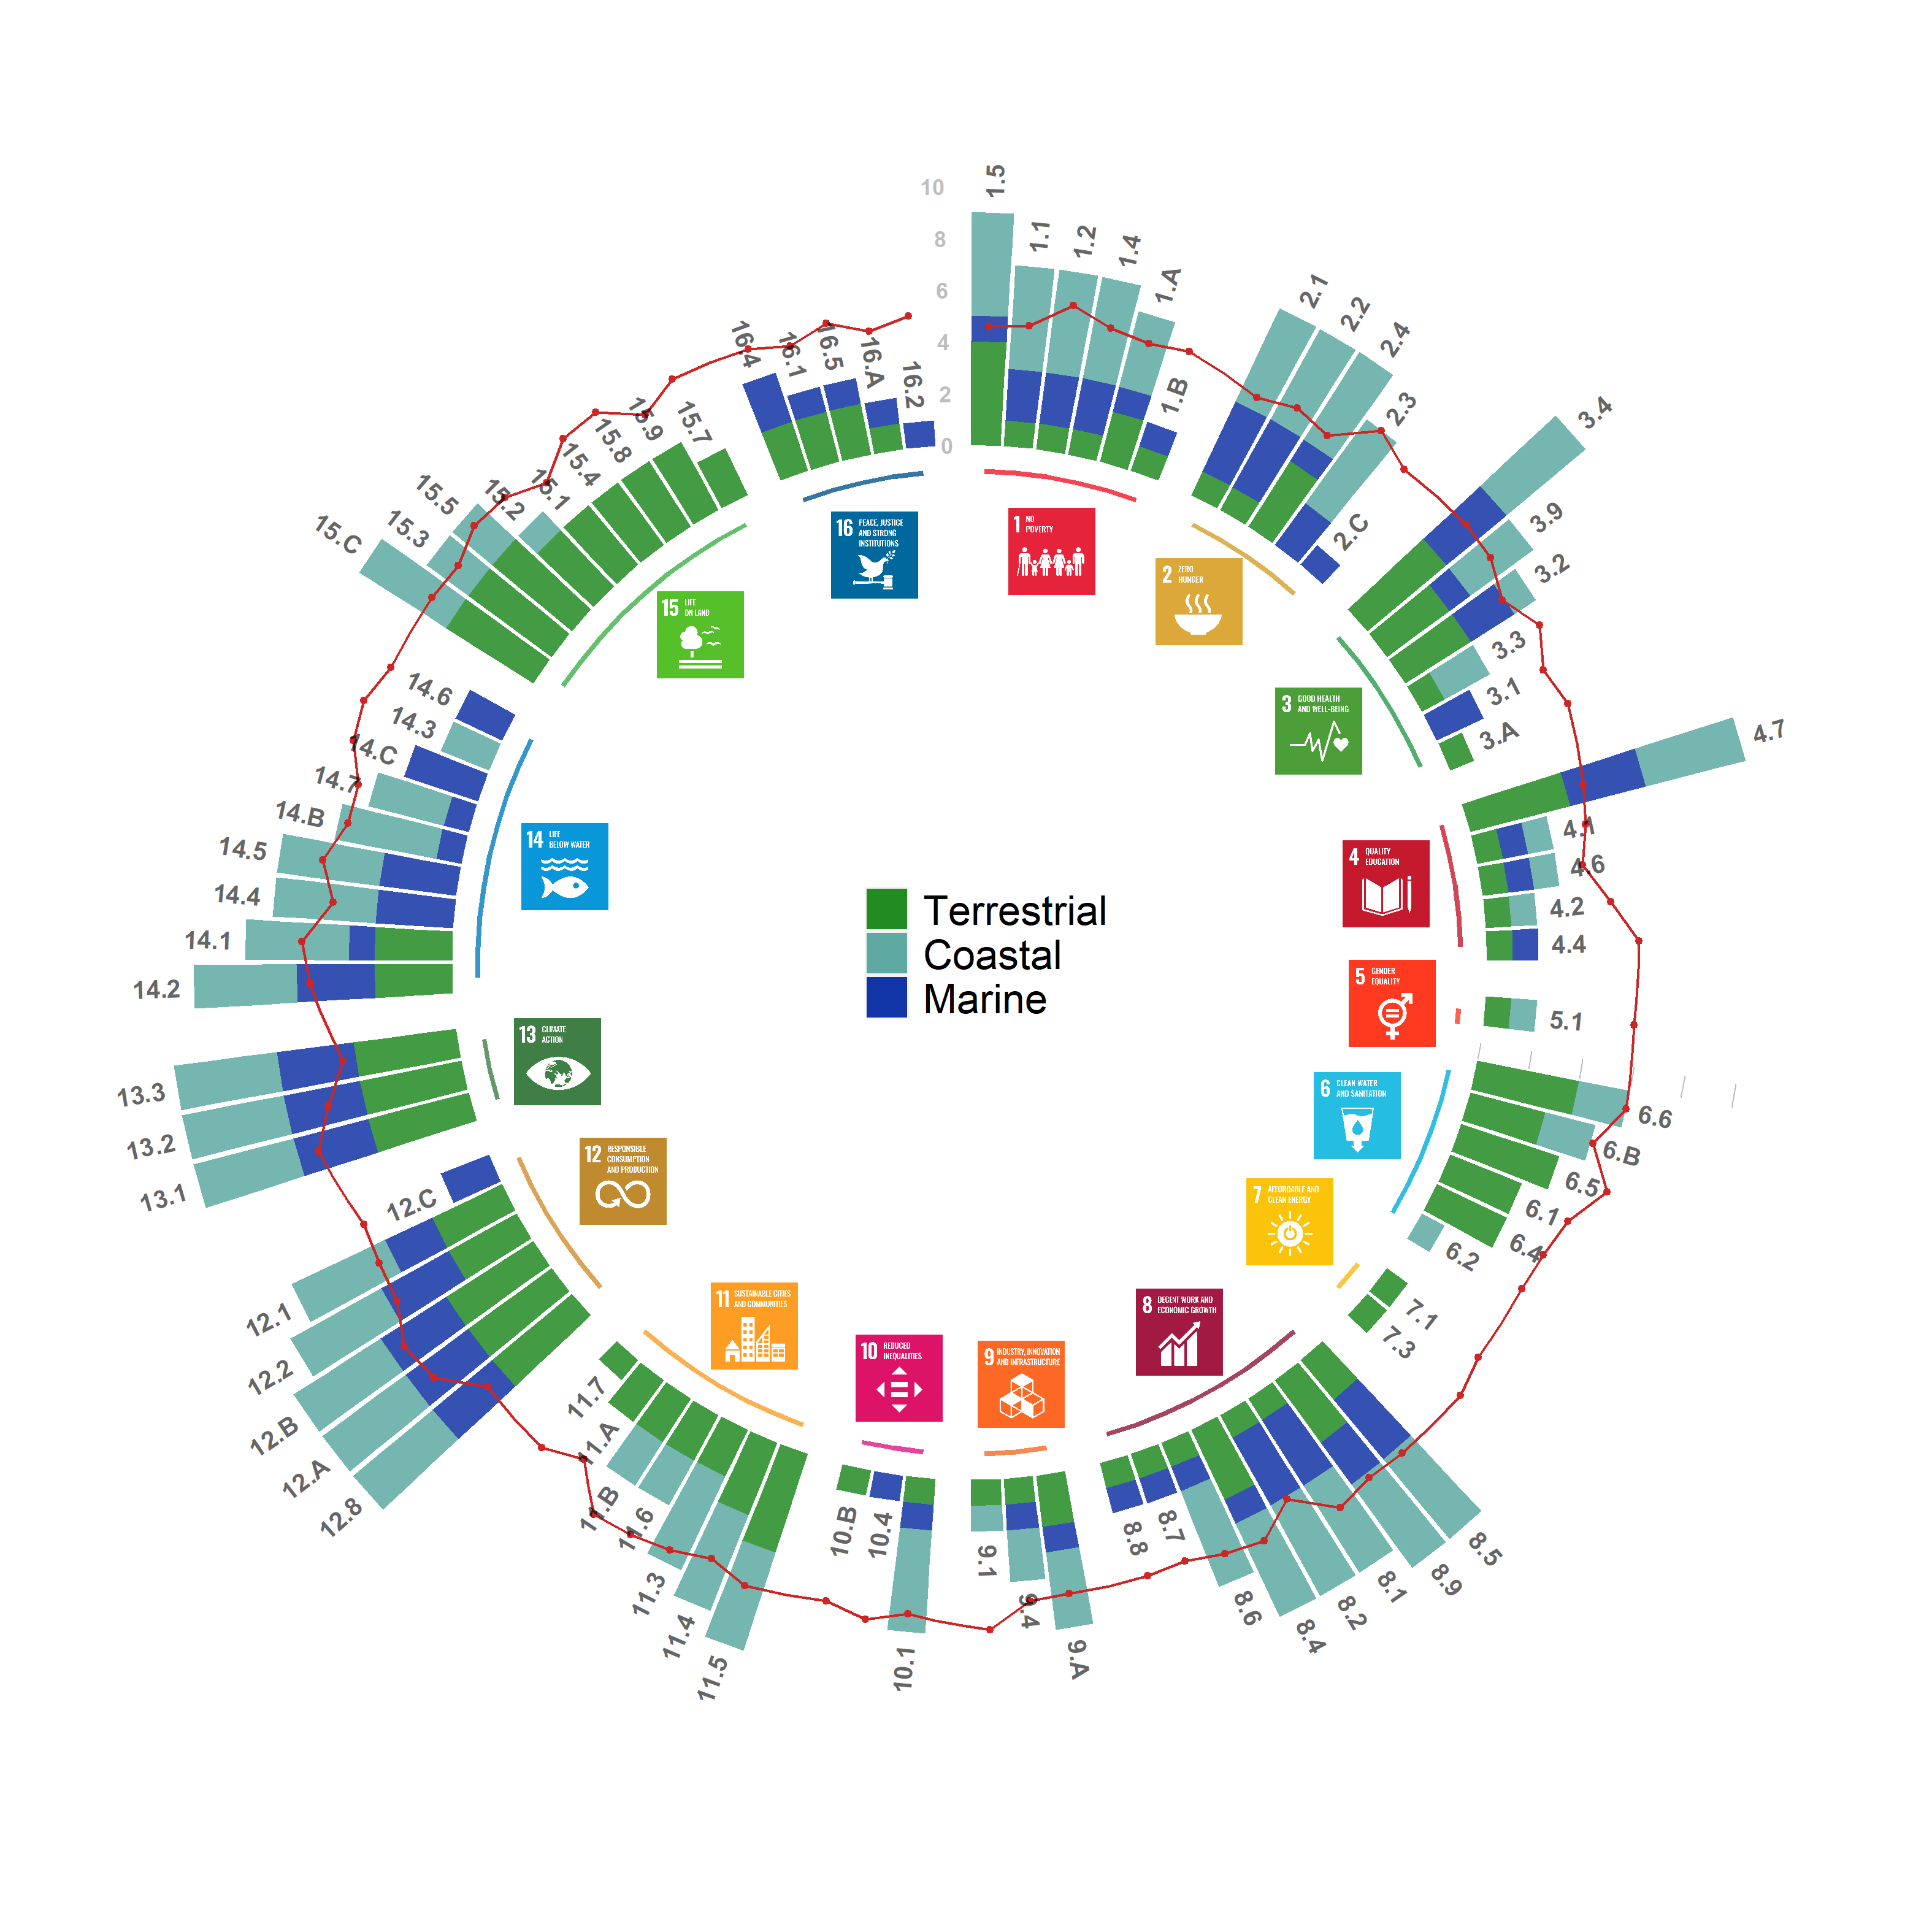 10
8
6
4
2
0
1.5
1.1
1.2
1.4
1.A
1.B
2.1
2.2
2.4
2.3
2.C
3.4
3.9
3.2
3.3
3.1
3.A
4.7
4.1
4.6
4.2
4.4
5.1
6.6
6.B
6.5
6.1
6.4
6.2
7.1
7.3
8.5
8.9
8.1
8.2
8.4
8.6
8.7
8.8
9.A
9.4
9.1
10.1
10.4
10.B
11.5
11.4
11.3
11.6
11.B
11.A
11.7
12.8
12.A
12.B
12.2
12.1
12.C
13.1
13.2
13.3
14.2
14.1
14.4
14.5
14.B
14.7
14.C
14.3
14.6
15.C
15.3
15.5
15.2
15.1
15.4
15.8
15.9
15.7
16.4
16.1
16.5
16.A
16.2
1 NO
POVERTY
2 ZERO
HUNGER
3 GOOD HEALTH
AND WELL-BEING
4 QUALITY
EDUCATION
5 GENDER
EQUALITY
6 CLEAN WATER
AND SANITATION
7 AFFORDABLE AND
CLEAN ENERGY
8 DECENT WORK AND
ECONOMIC GROWTH
9 INDUSTRY, INNOVATION
AND INFRASTRUCTURE
10 REDUCED
INEQUALITIES
11 SUSTAINABLE CITIES
AND COMMUNITIES
12 RESPONSIBLE
CONSUMPTION
AND PRODUCTION
13 CLIMATE
ACTION
14 LIFE
BELOW WATER
15 LIFE
ON LAND
16 PEACE, JUSTICE
AND STRONG
INSTITUTIONS
Terrestrial
Coastal
Marine